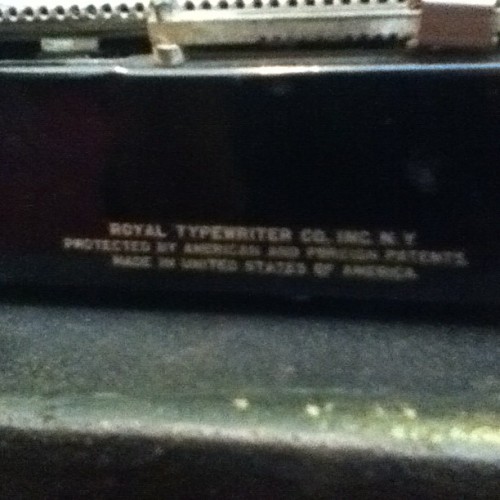 ROYAL TYPEWRITER CO. INC. N.Y.
PROTECTED BY AMERICAN AND FOREIGN PATENTS.
MADE IN UNITED STATES OF AMERICA.